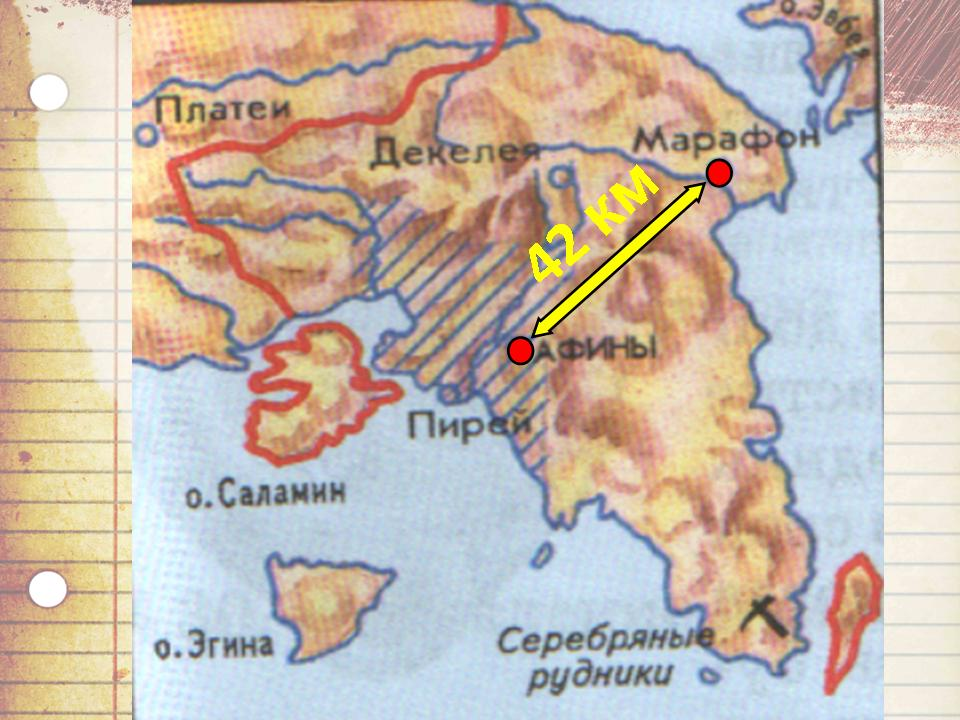 о. Эвбея
Платеи
Марафон
Декелея
42 км
АФИНЫ
Пирей
о. Саламин
о. Эгина
Серебряные
рудники